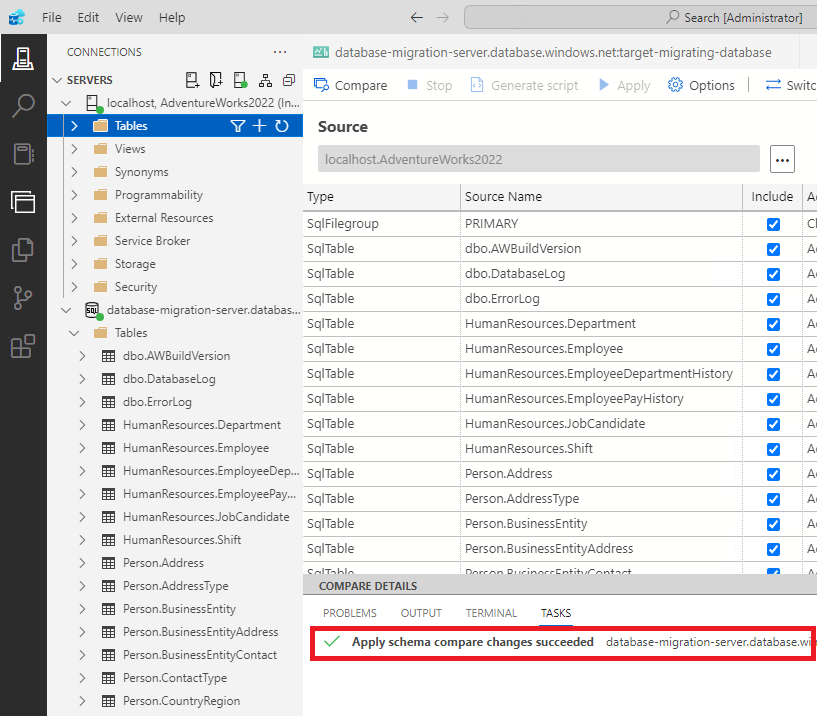 File Edit View Help
Search [Administrator]
CONNECTIONS
SERVERS
localhost, AdventureWorks2022 (In...
Tables
Views
Synonyms
Programmability
External Resources
Service Broker
Storage
Security
database-migration-server.databas...
Tables
dbo.AWBuildVersion
dbo.DatabaseLog
dbo.ErrorLog
HumanResources.Department
HumanResources.Employee
HumanResources.EmployeeDep...
HumanResources.EmployeePay...
HumanResources.JobCandidate
HumanResources.Shift
Person.Address
Person.AddressType
Person.BusinessEntity
Person.BusinessEntityAddress
Person.BusinessEntityContact
Person.ContactType
Person.CountryRegion
database-migration-server.database.windows.net:target-migrating-database
Compare Stop Generate script Apply Options Switc
Source
localhost.AdventureWorks2022
Type Source Name Include A
SqlFilegroup PRIMARY C
SqlTable dbo.AWBuildVersion A
SqlTable dbo.DatabaseLog A
SqlTable dbo.ErrorLog A
SqlTable HumanResources.Department A
SqlTable HumanResources.Employee A
SqlTable HumanResources.EmployeeDepartmentHistory A
SqlTable HumanResources.EmployeePayHistory A
SqlTable HumanResources.JobCandidate A
SqlTable HumanResources.Shift A
SqlTable Person.Address A
SqlTable Person.AddressType A
SqlTable Person.BusinessEntity A
SqlTable Person.BusinessEntityAddress A
SqlTable Person.BusinessEntityContact A
COMPARE DETAILS
PROBLEMS OUTPUT TERMINAL TASKS
Apply schema compare changes succeeded database-migration-server.database.wi